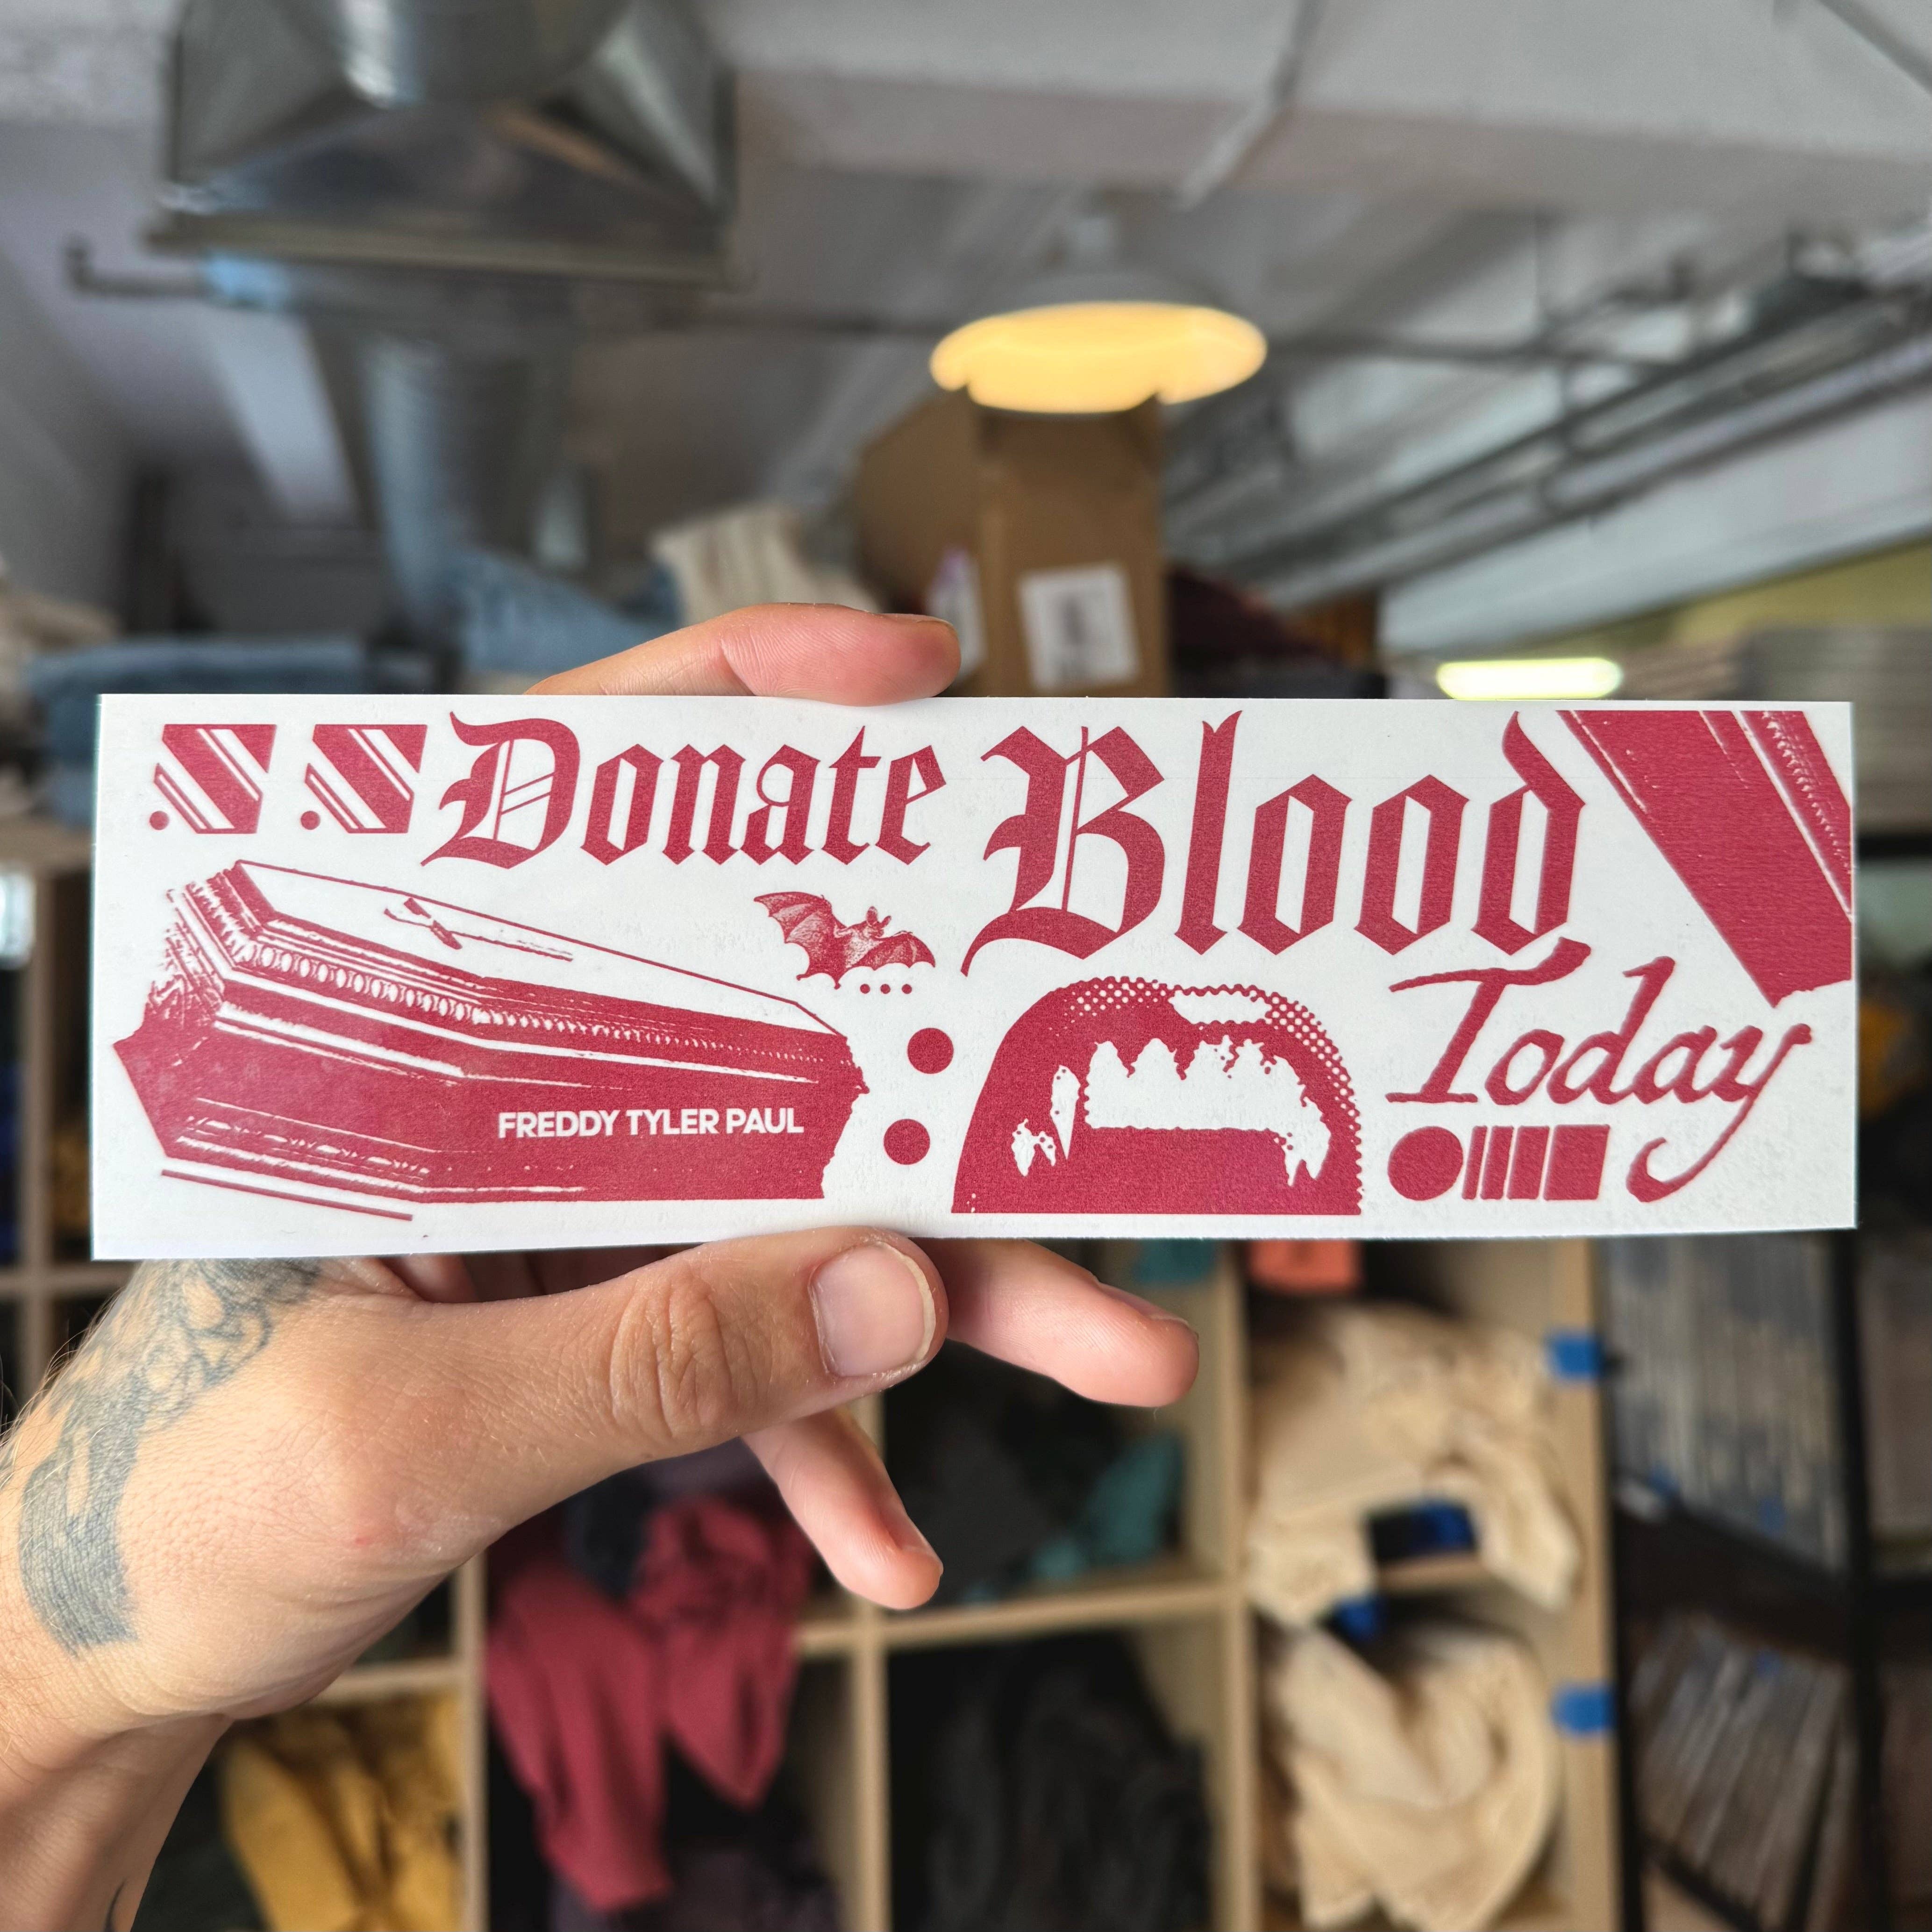 Donate Blood
Today
FREDDY TYLER PAUL